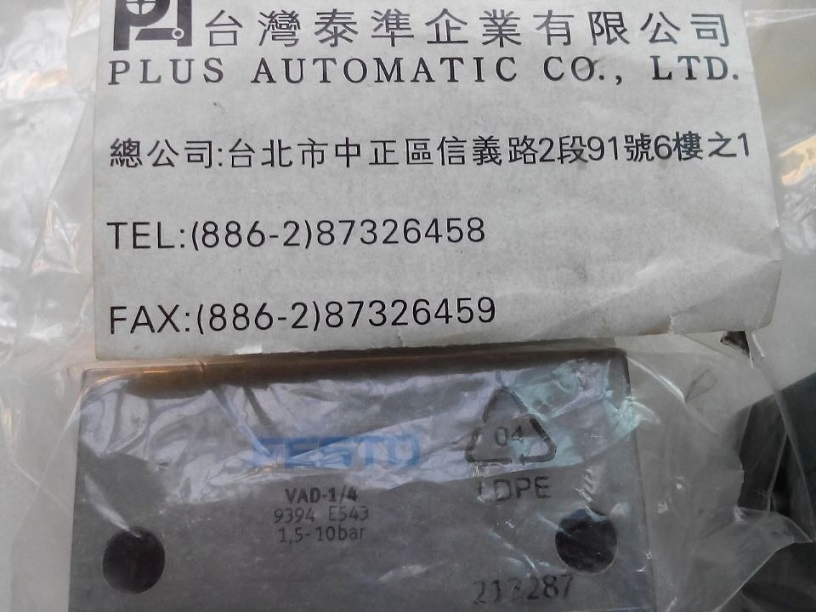 台灣泰準企業有限公司
PLUS AUTOMATIC CO., LTD.
總公司:台北市中正區信義路2段91號6樓之1
TEL:(886-2)87326458
FAX:(886-2)87326459
FESTO
04
LDPE
VAD-1/4
9394 E543
1,5-10bar
213287